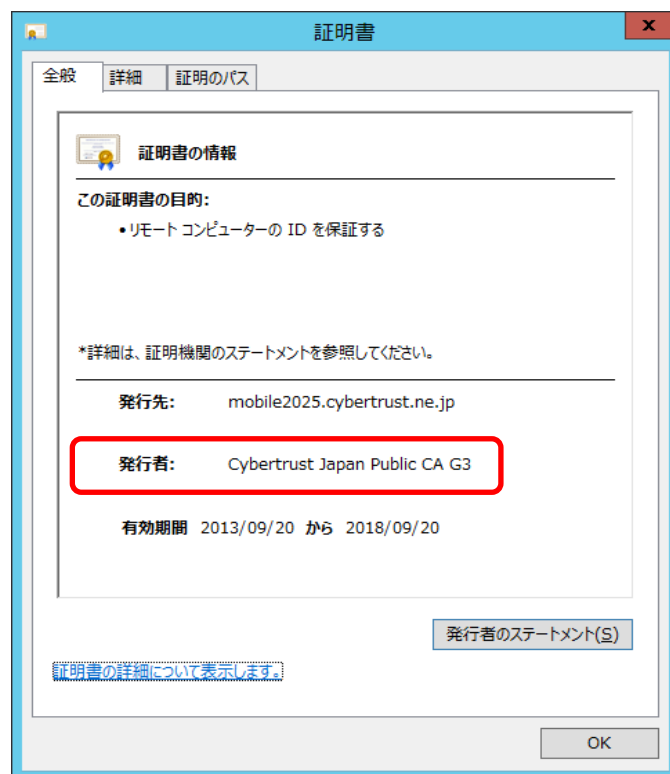 証明書
x
全般 詳細 証明のパス
証明書の情報
この証明書の目的:
•リモート コンピューターの ID を保証する
*詳細は、証明機関のステートメントを参照してください。
発行先: mobile2025.cybertrust.ne.jp
発行者: Cybertrust Japan Public CA G3
有効期間 2013/09/20 から 2018/09/20
発行者のステートメント(S)
証明書の詳細について表示します。
OK